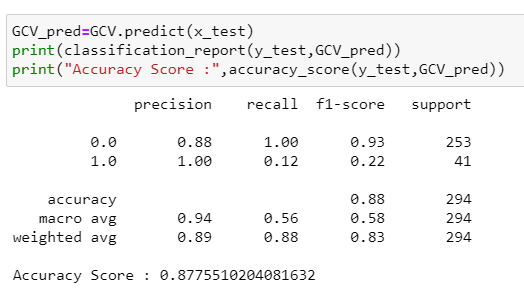 GCV_pred=GCV.predict(x_test)
print(classification_report(y_test,GCV_pred))
print("Accuracy Score :",accuracy_score(y_test,GCV_pred))
precision recall f1-score support
0.0 0.88 1.00 0.93 253
1.0 1.00 0.12 0.22 41
accuracy 0.88 294
macro avg 0.94 0.56 0.58 294
weighted avg 0.89 0.88 0.83 294
Accuracy Score : 0.8775510204081632